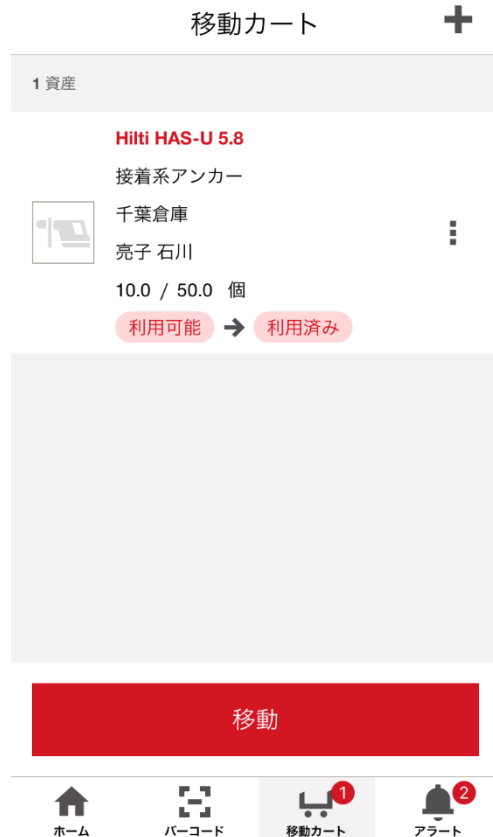 移動カート
1 資産
Hilti HAS-U 5.8
接着系アンカー
千葉倉庫
亮子 石川
10.0 / 50.0 個
利用可能 → 利用済み
移動
1 2
ホーム バーコード 移動カート アラート